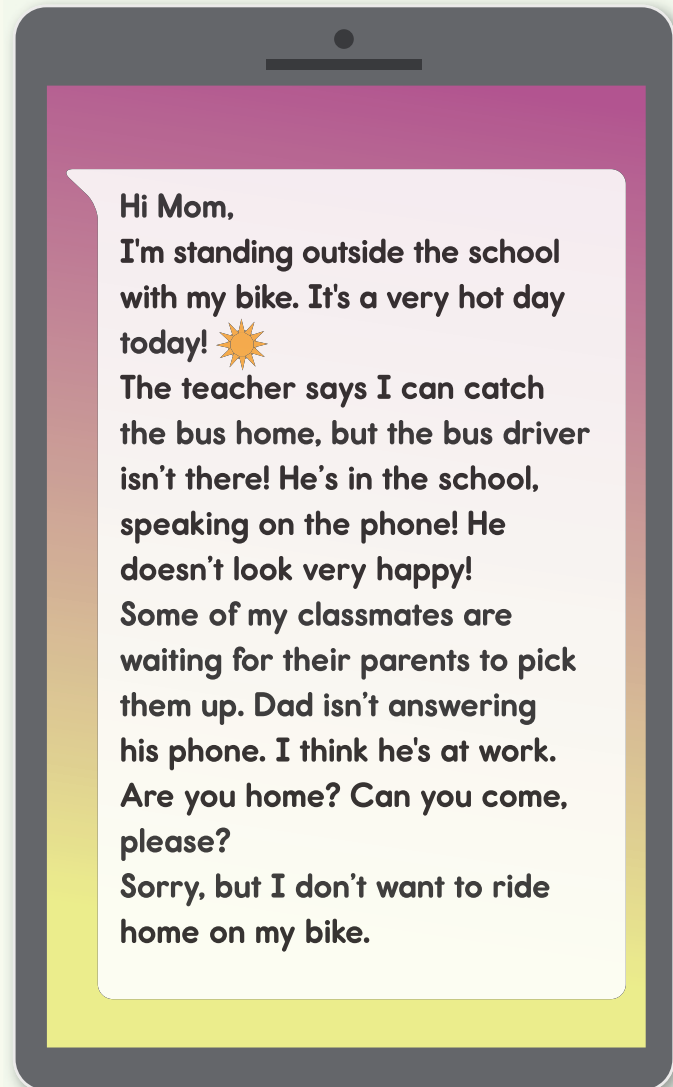 Hi Mom,
I'm standing outside the school
with my bike. It's a very hot day
today!
The teacher says I can catch
the bus home, but the bus driver
isn’t there! He’s in the school,
speaking on the phone! He
doesn’t look very happy!
Some of my classmates are
waiting for their parents to pick
them up. Dad isn’t answering
his phone. I think he's at work.
Are you home? Can you come,
please?
Sorry, but I don’t want to ride
home on my bike.